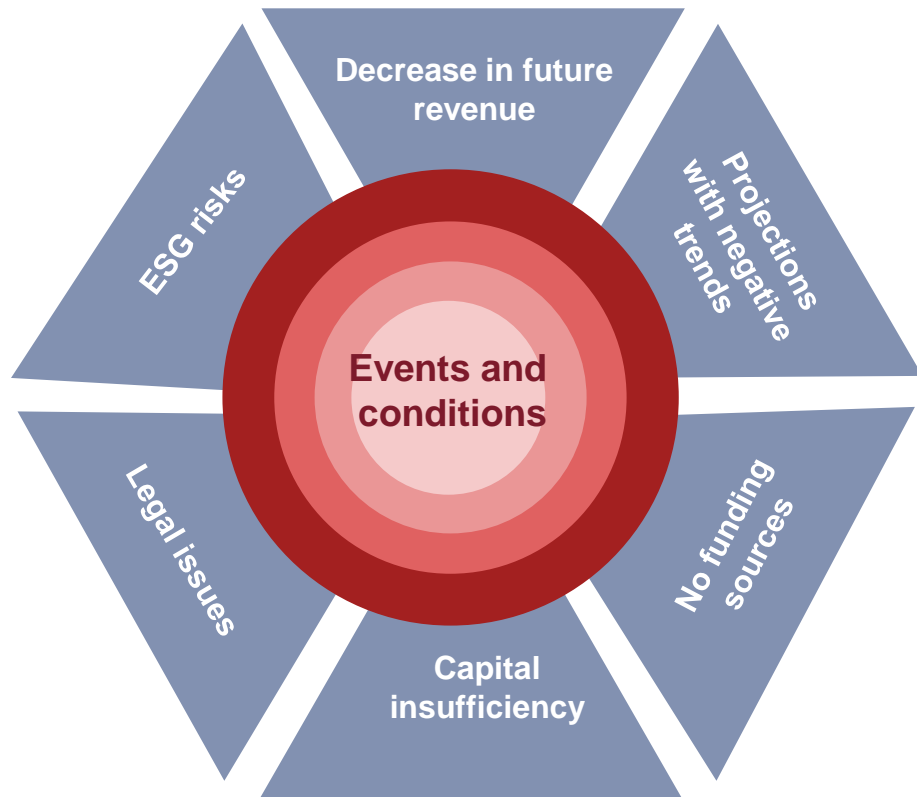 Decrease in future
revenue
Projections
with negative
trends
No funding
sources
Capital
insufficiency
Legal issues
ESG risks
Events and
conditions